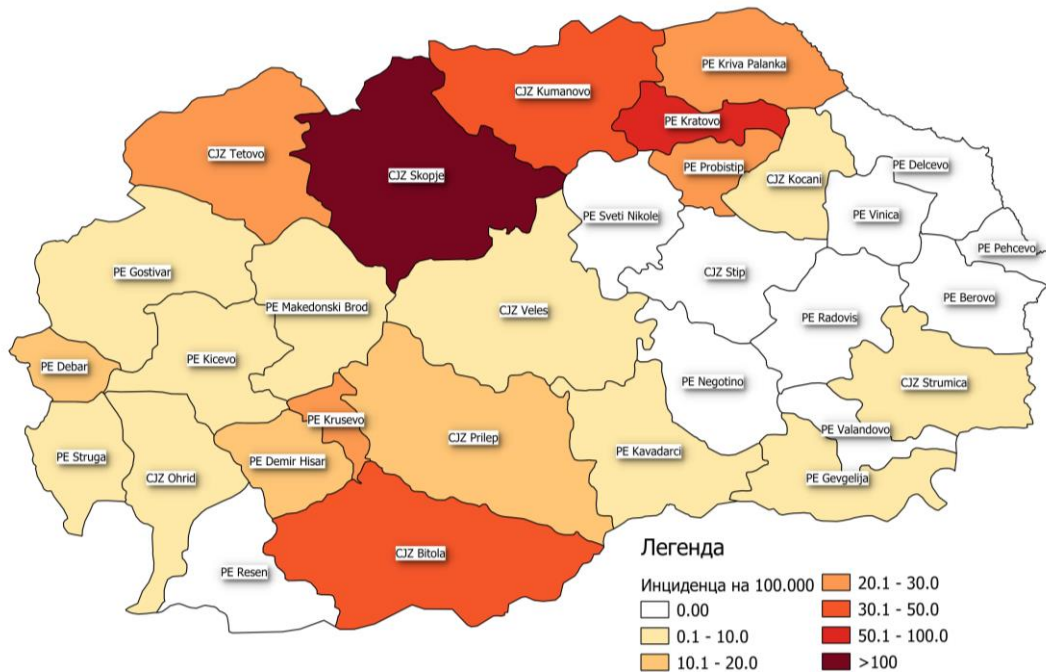 PE Kriva Palanka
CJZ Kumanovo
PE Kratovo
CJZ Tetovo
PE Probistip
PE Delcevo
CJZ Skopje
CJZ Kocani
PE Sveti Nikole
PE Vinica
PE Pehcevo
PE Gostivar
CJZ Stip
PE Makedonski Brod
CJZ Veles
PE Berovo
PE Radovis
PE Kicevo
PE Debar
PE Negotino
CJZ Strumica
PE Krusevo
PE Valandovo
CJZ Prilep
PE Struga
PE Kavadarci
PE Demir Hisar
CJZ Ohrid
PE Gevgelija
CJZ Bitola
PE Resen
Легенда
Инциденца на 100.000
0.00
0.1 - 10.0
10.1 - 20.0
20.1 - 30.0
30.1 - 50.0
50.1 - 100.0
>100